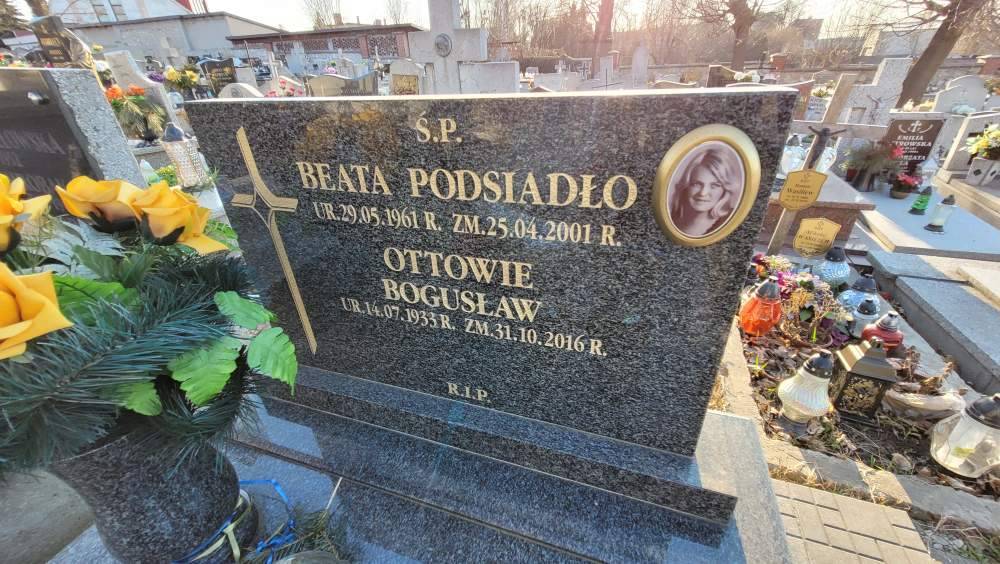 Ś.P.
BEATA PODSIADŁO
UR.29.05.1961 R. ZM.25.04.2001 R.
OTTOWIE
BOGUSŁAW
UR.14.07.1933 R. ZM.31.10.2016 R.
R.I.P.
EMILIA